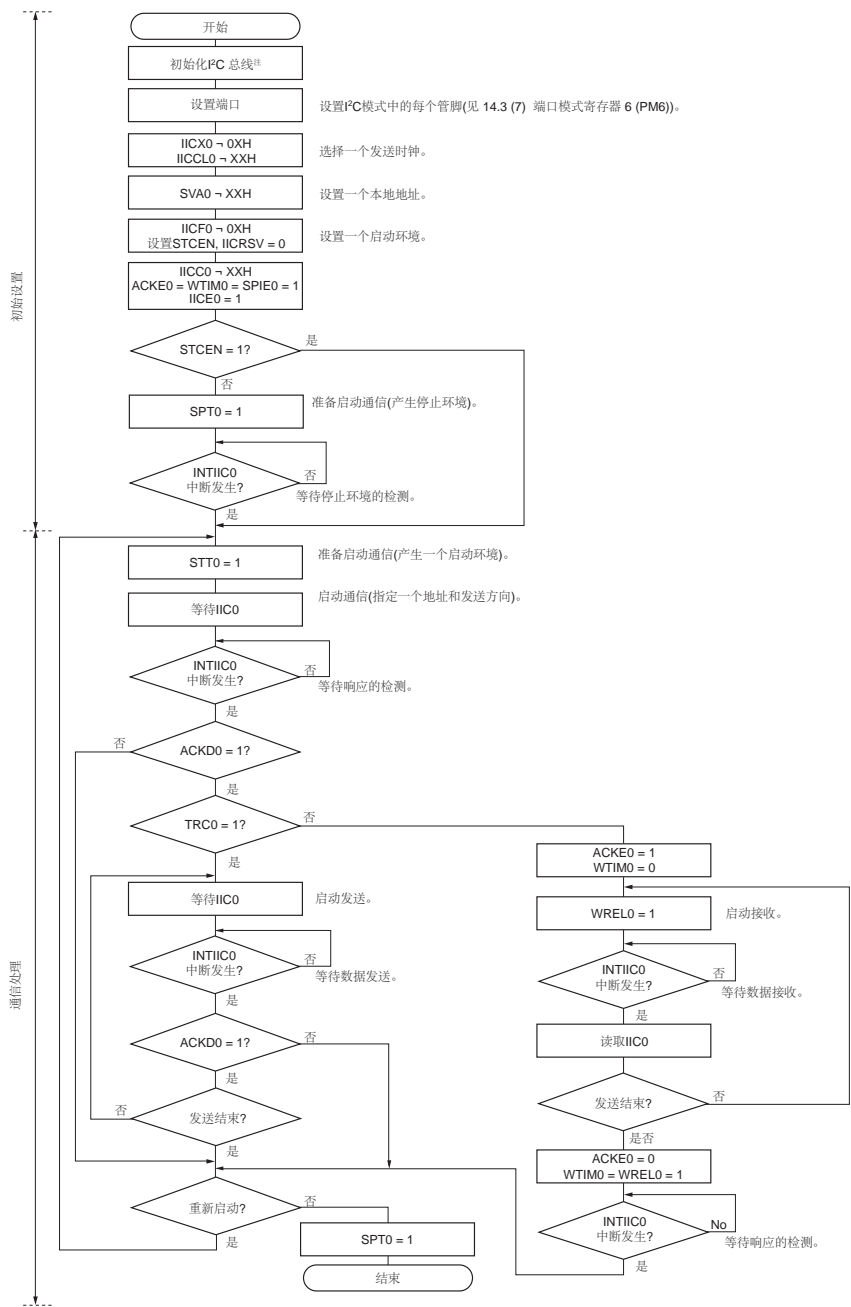 开始
初始化I²C 总线注
设置端口
设置I²C模式中的每个管脚(见 14.3 (7) 端口模式寄存器 6 (PM6))。
IICX0 ¬ 0XH
IICCL0 ¬ XXH
选择一个发送时钟。
SVA0 ¬ XXH
设置一个本地地址。
IICF0 ¬ 0XH
设置STCEN, IICRSV = 0
设置一个启动环境。
IICC0 ¬ XXH
ACKE0 = WTIM0 = SPIE0 = 1
IICE0 = 1
初始设置
STCEN = 1?
是
否
SPT0 = 1
准备启动通信(产生停止环境)。
INTIIC0
中断发生?
否
等待停止环境的检测。
是
STT0 = 1
准备启动通信(产生一个启动环境)。
等待IIC0
启动通信(指定一个地址和发送方向)。
INTIIC0
中断发生?
否
等待响应的检测。
是
ACKD0 = 1?
否
是
TRC0 = 1?
否
是
ACKE0 = 1
WTIM0 = 0
等待IIC0
启动发送。
WREL0 = 1
启动接收。
通信处理
INTIIC0
中断发生?
否
等待数据发送。
是
INTIIC0
中断发生?
否
等待数据接收。
是
ACKD0 = 1?
否
是
读取IIC0
发送结束?
否
是
发送结束?
否
是否
ACKE0 = 0
WTIM0 = WREL0 = 1
重新启动?
否
是
INTIIC0
中断发生?
No
等待响应的检测。
是
SPT0 = 1
结束